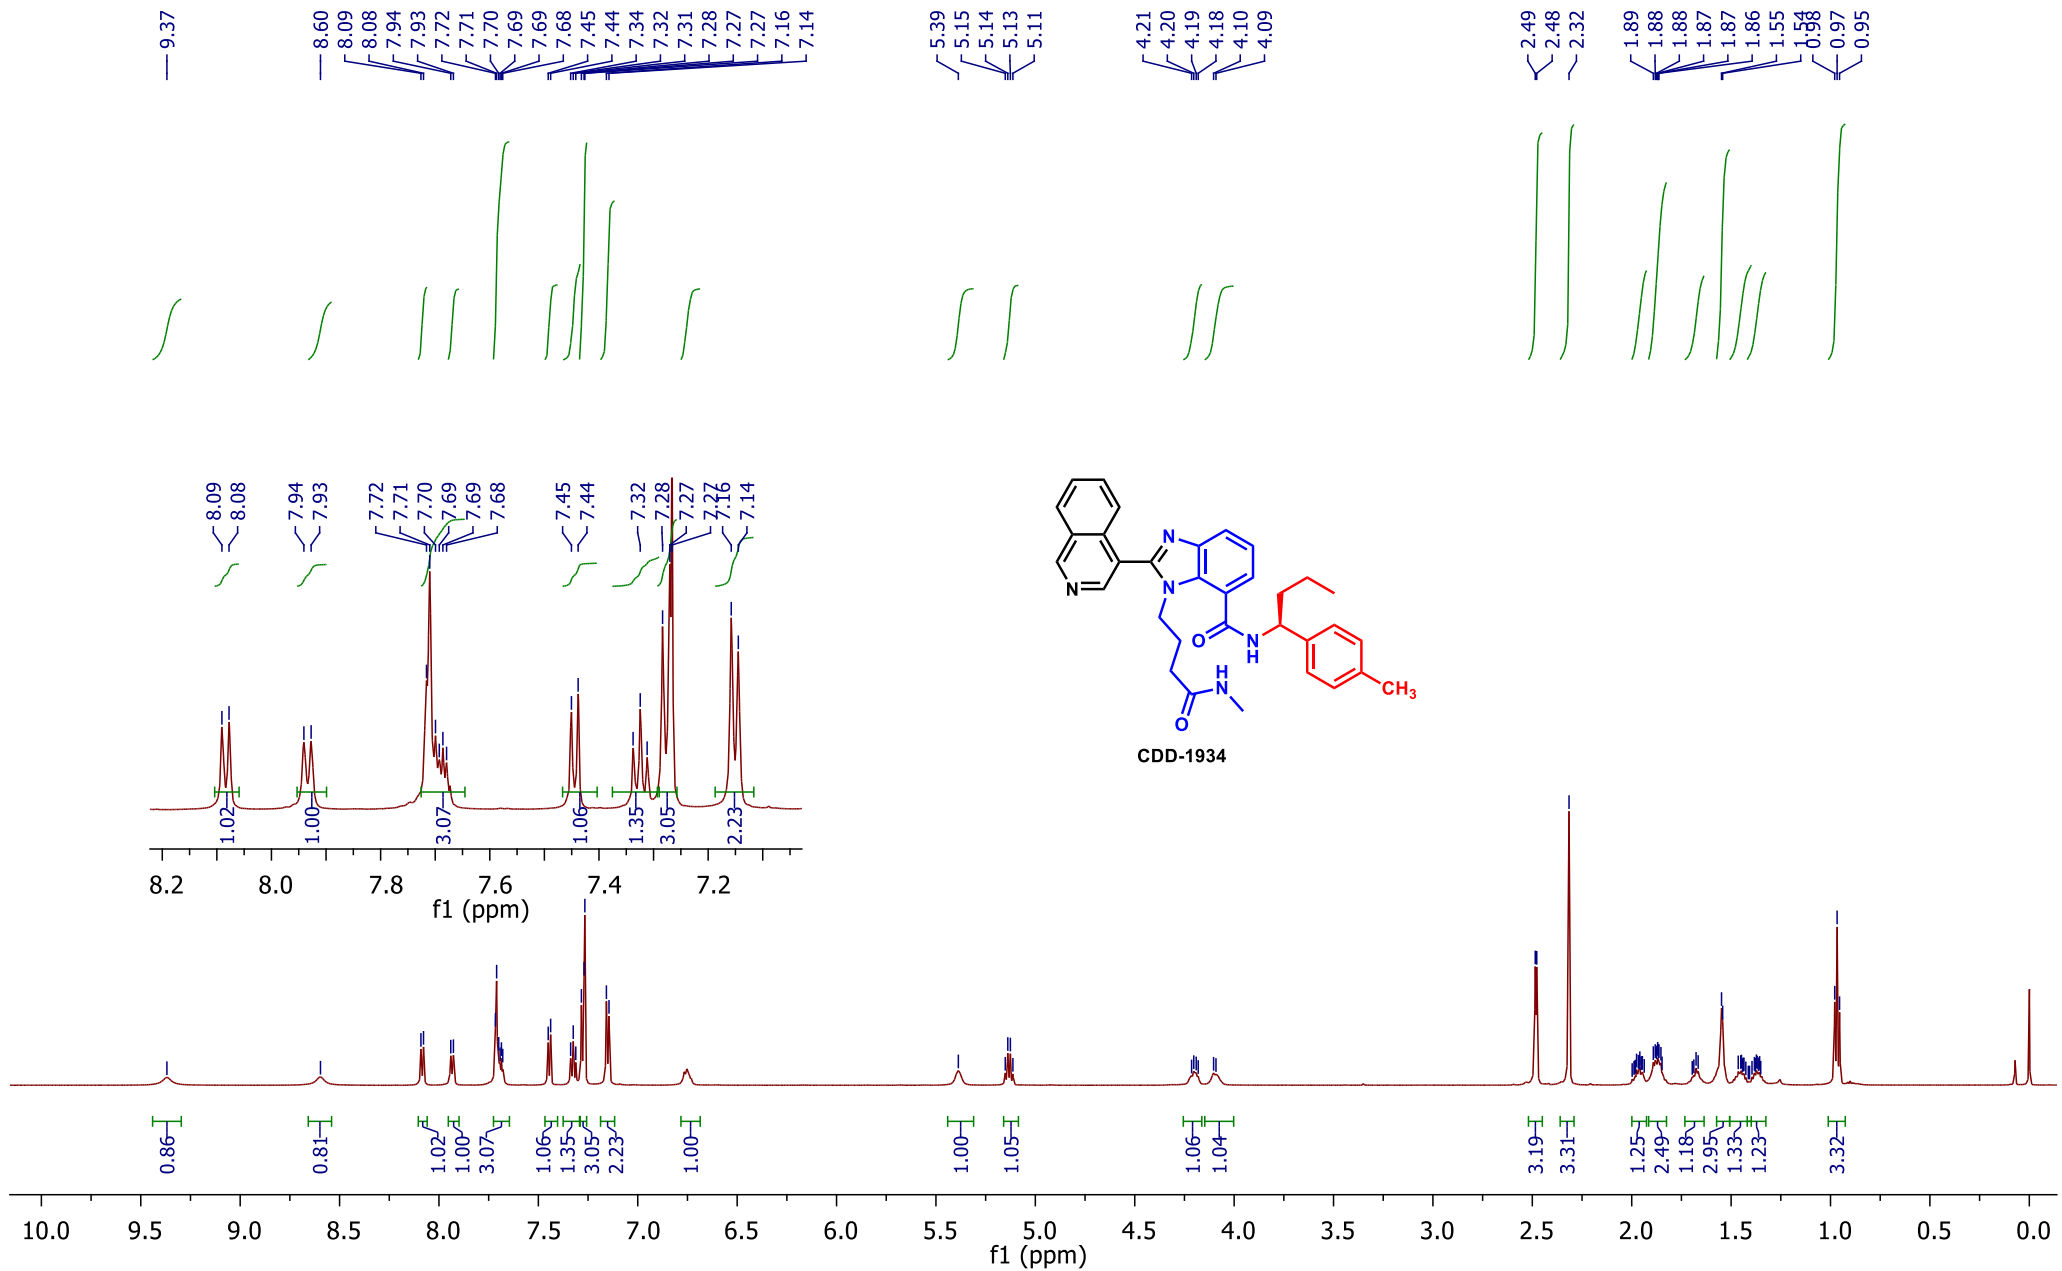 9.37 8.60 8.09 8.08 7.94 7.93 7.72 7.71 7.70 7.69 7.69 7.68 7.45 7.44 7.34 7.32 7.31 7.28 7.27 7.27 7.16 7.14 5.39 5.15 5.14 5.13 5.11 4.21 4.20 4.19 4.18 4.10 4.09 2.49 2.48 2.32 1.89 1.88 1.88 1.87 1.87 1.86 1.55 1.54 0.98 0.97 0.95
8.09 8.08 7.94 7.93 7.72 7.71 7.70 7.69 7.69 7.68 7.45 7.44 7.32 7.28 7.27 7.27 7.16 7.14
1.02 1.00 3.07 1.06 1.35 3.05 2.23
8.2 8.0 7.8 7.6 7.4 7.2
f1 (ppm)
N
N
N
O
N
H
H
N
O
CH3
CDD-1934
0.86 0.81 1.02 1.00 3.07 1.06 1.35 3.05 2.23 1.00 1.00 1.05 1.06 1.04 3.19 3.31 1.25 2.49 1.18 2.95 1.33 1.23 3.32
10.0 9.5 9.0 8.5 8.0 7.5 7.0 6.5 6.0 5.5 5.0 4.5 4.0 3.5 3.0 2.5 2.0 1.5 1.0 0.5 0.0
f1 (ppm)